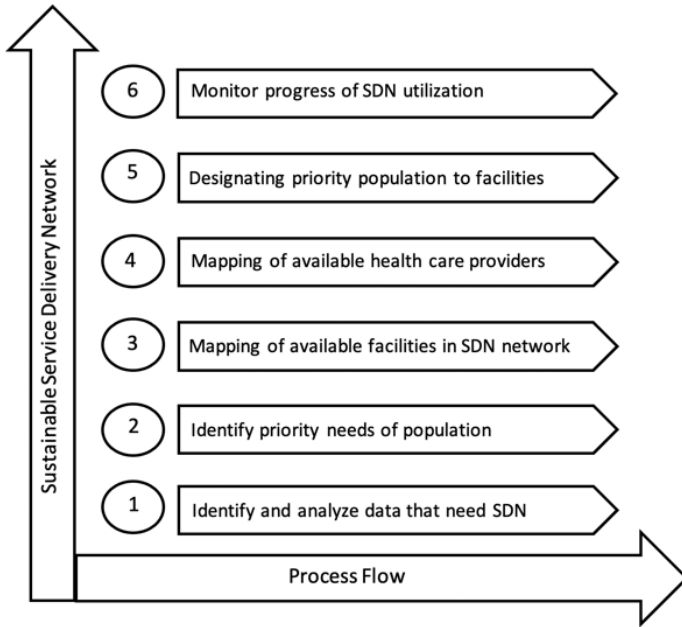 Sustainable Service Delivery Network
6
Monitor progress of SDN utilization
5
Designating priority population to facilities
4
Mapping of available health care providers
3
Mapping of available facilities in SDN network
2
Identify priority needs of population
1
Identify and analyze data that need SDN
Process Flow